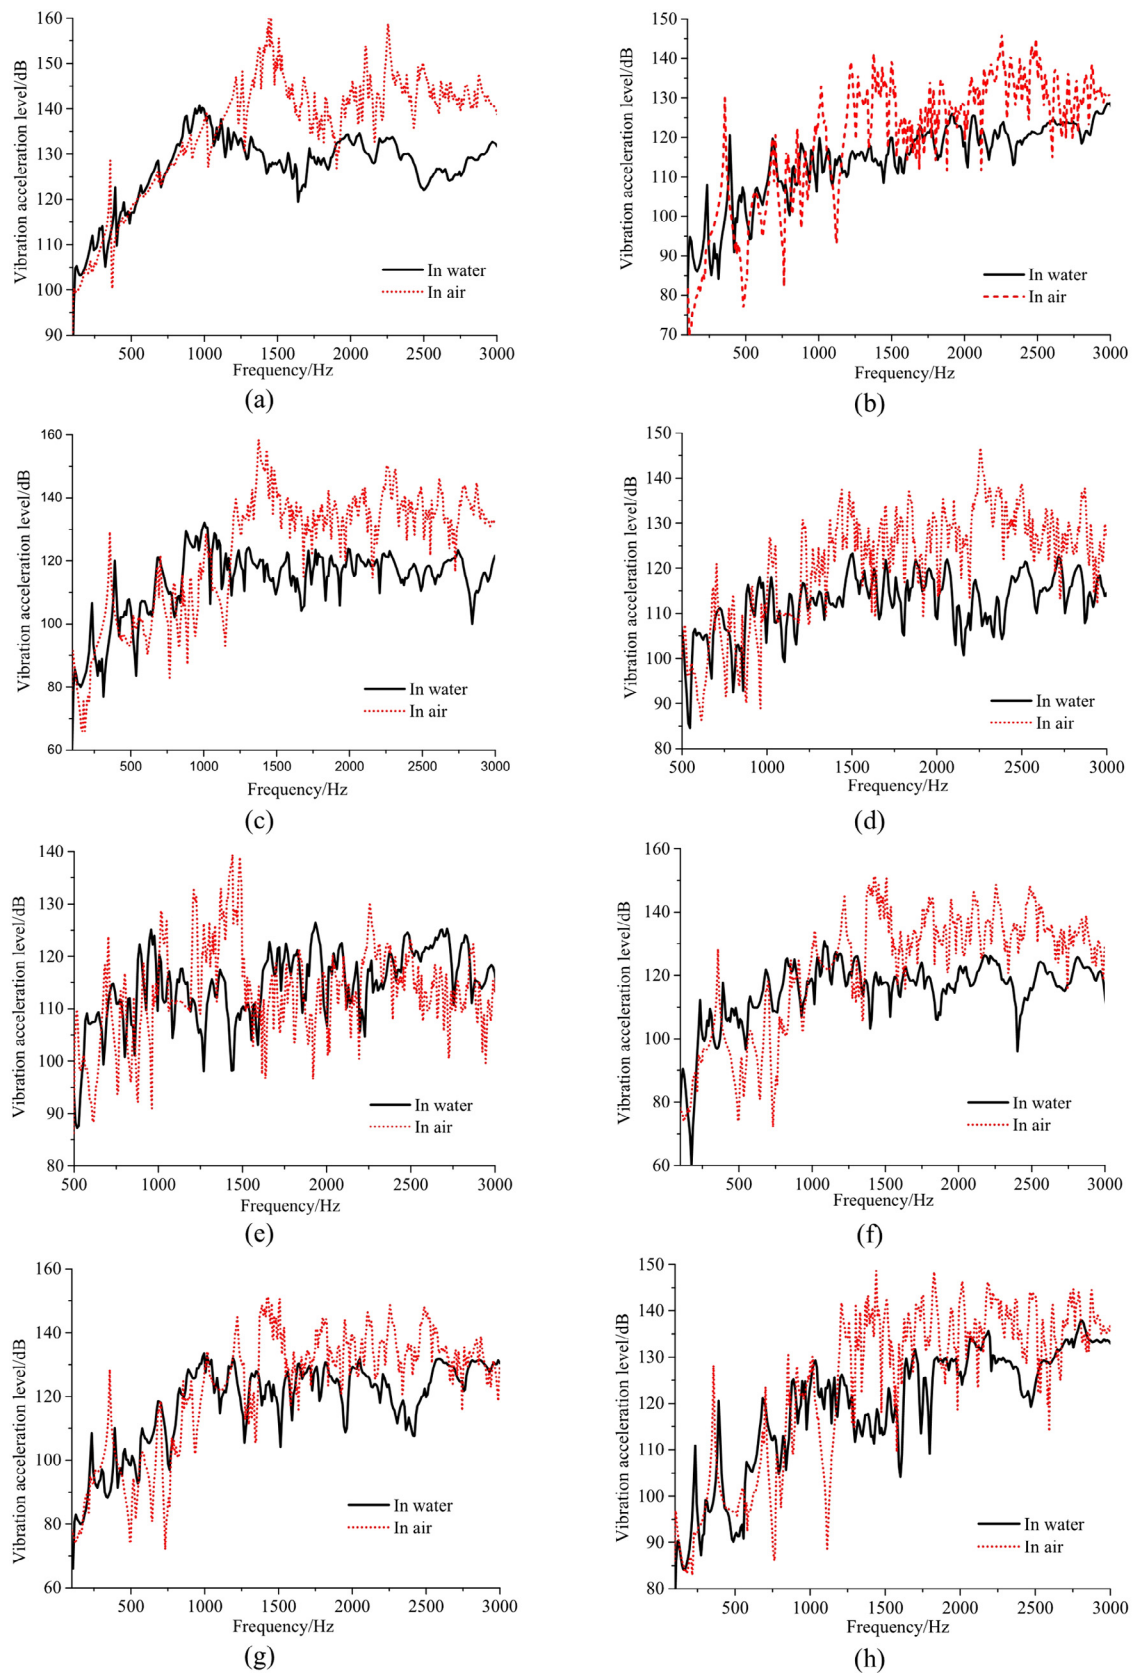 160
150
140
130
120
110
100
90
Vibration acceleration level/dB
In water
In air
500 1000 1500 2000 2500 3000
Frequency/Hz
(a)
150
140
130
120
110
100
90
80
70
Vibration acceleration level/dB
In water
In air
500 1000 1500 2000 2500 3000
Frequency/Hz
(b)
160
140
120
100
80
60
Vibration acceleration level/dB
In water
In air
500 1000 1500 2000 2500 3000
Frequency/Hz
(c)
150
140
130
120
110
100
90
80
Vibration acceleration level/dB
In water
In air
500 1000 1500 2000 2500 3000
Frequency/Hz
(d)
140
130
120
110
100
90
80
Vibration acceleration level/dB
In water
In air
500 1000 1500 2000 2500 3000
Frequency/Hz
(e)
160
140
120
100
80
60
Vibration acceleration level/dB
In water
In air
500 1000 1500 2000 2500 3000
Frequency/Hz
(f)
160
140
120
100
80
60
Vibration acceleration level/dB
In water
In air
500 1000 1500 2000 2500 3000
Frequency/Hz
(g)
150
140
130
120
110
100
90
80
Vibration acceleration level/dB
In water
In air
500 1000 1500 2000 2500 3000
Frequency/Hz
(h)